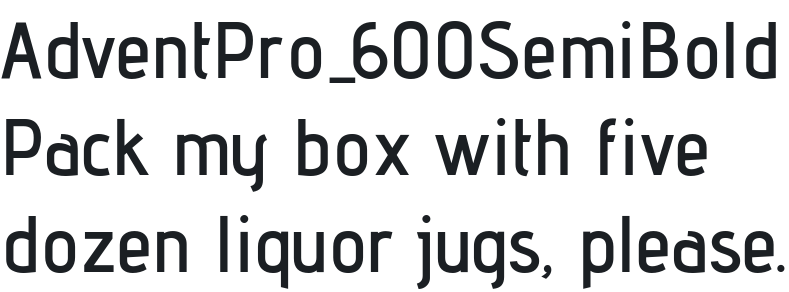 AdventPro_600SemiBold
Pack my box with five
dozen liquor jugs, please.